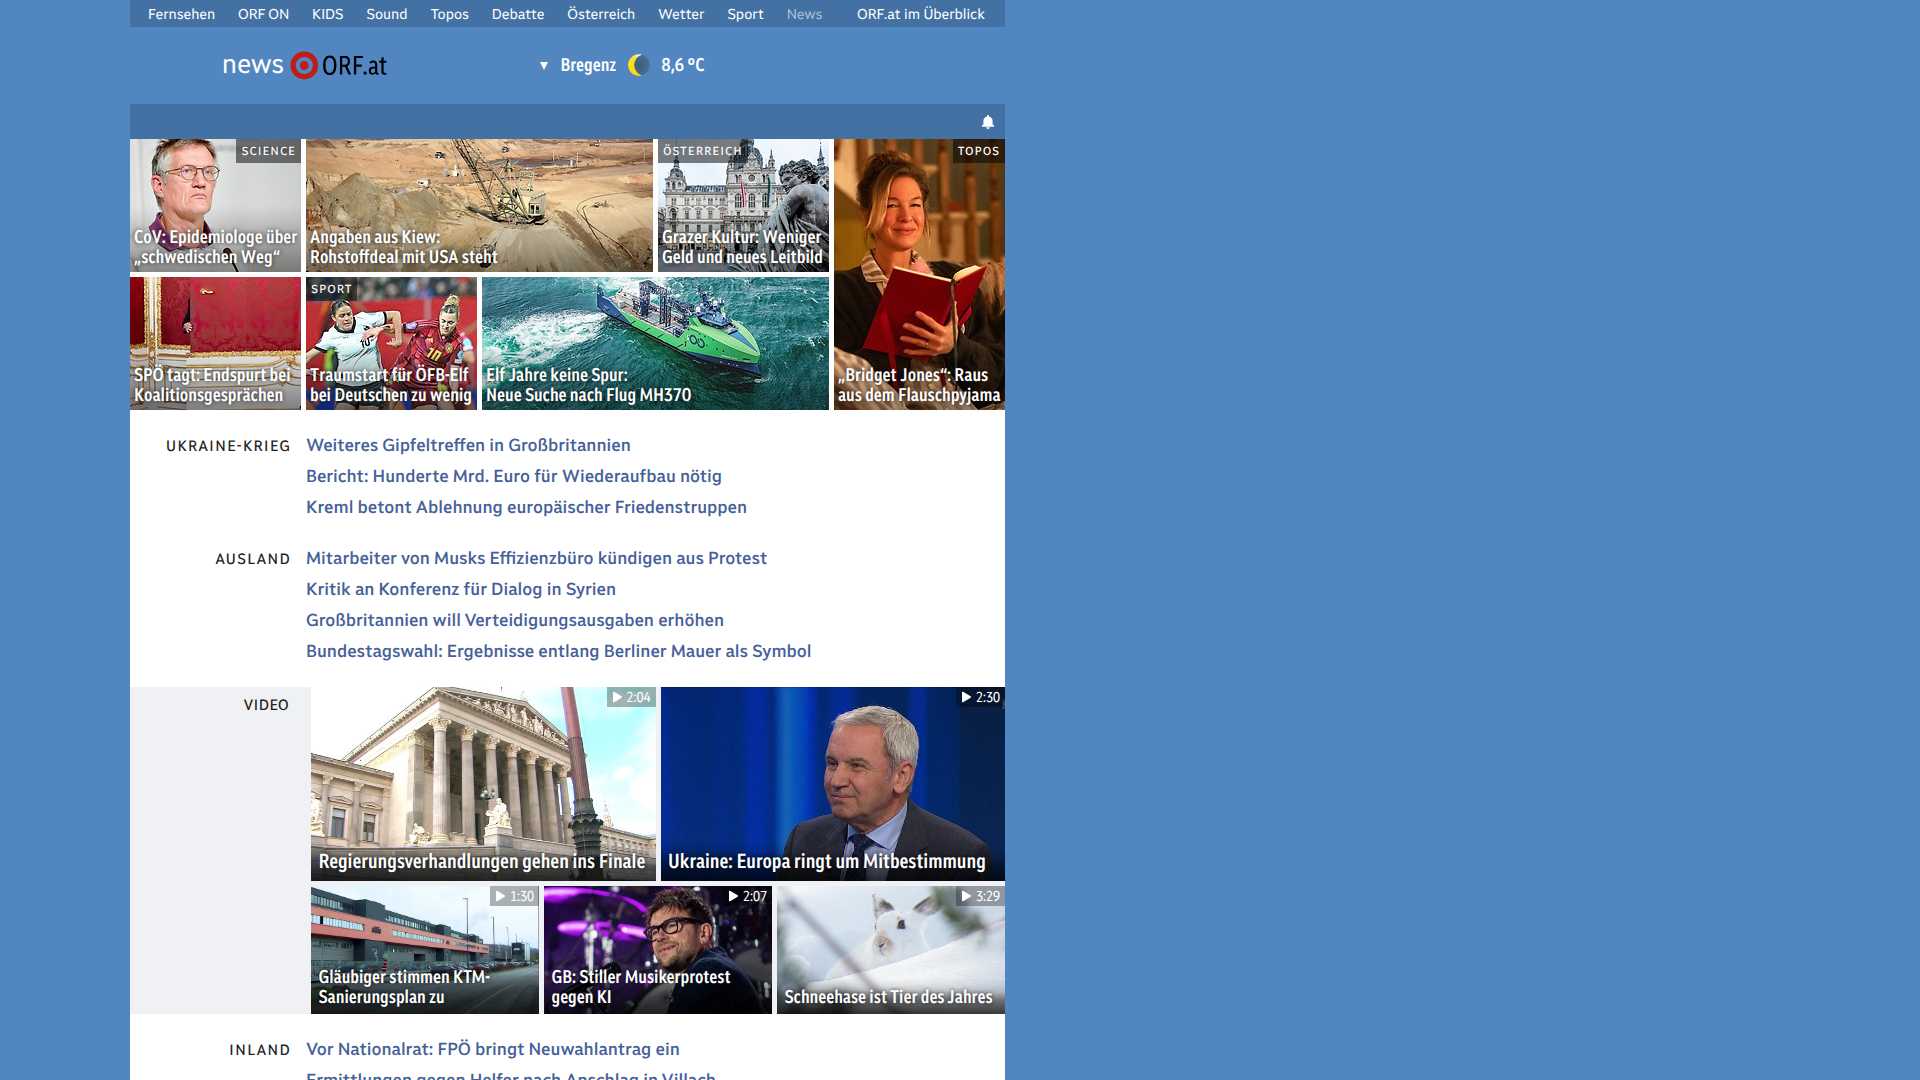 Fernsehen ORF ON KIDS Sound Topos Debatte Österreich Wetter Sport News ORF.at im Überblick
news ORF.at
▼ Bregenz 8,6 °C
SCIENCE
CoV: Epidemiologe über
„schwedischen Weg“
Angaben aus Kiew:
Rohstoffdeal mit USA steht
ÖSTERREICH
Grazer Kultur: Weniger
Geld und neues Leitbild
TOPOS
„Bridget Jones“: Raus
aus dem Flauschpyjama
SPÖ tagt: Endspurt bei
Koalitionsgesprächen
SPORT
Traumstart für ÖFB-Elf
bei Deutschen zu wenig
Elf Jahre keine Spur:
Neue Suche nach Flug MH370
UKRAINE-KRIEG
Weiteres Gipfeltreffen in Großbritannien
Bericht: Hunderte Mrd. Euro für Wiederaufbau nötig
Kreml betont Ablehnung europäischer Friedenstruppen
AUSLAND
Mitarbeiter von Musks Effizienzbüro kündigen aus Protest
Kritik an Konferenz für Dialog in Syrien
Großbritannien will Verteidigungsausgaben erhöhen
Bundestagswahl: Ergebnisse entlang Berliner Mauer als Symbol
VIDEO
2:04
Regierungsverhandlungen gehen ins Finale
2:30
Ukraine: Europa ringt um Mitbestimmung
1:30
Gläubiger stimmen KTM-
Sanierungsplan zu
2:07
GB: Stiller Musikerprotest
gegen KI
3:29
Schneehase ist Tier des Jahres
INLAND
Vor Nationalrat: FPÖ bringt Neuwahlantrag ein
Ermittlungen gegen Helfer nach Anschlag in Villach